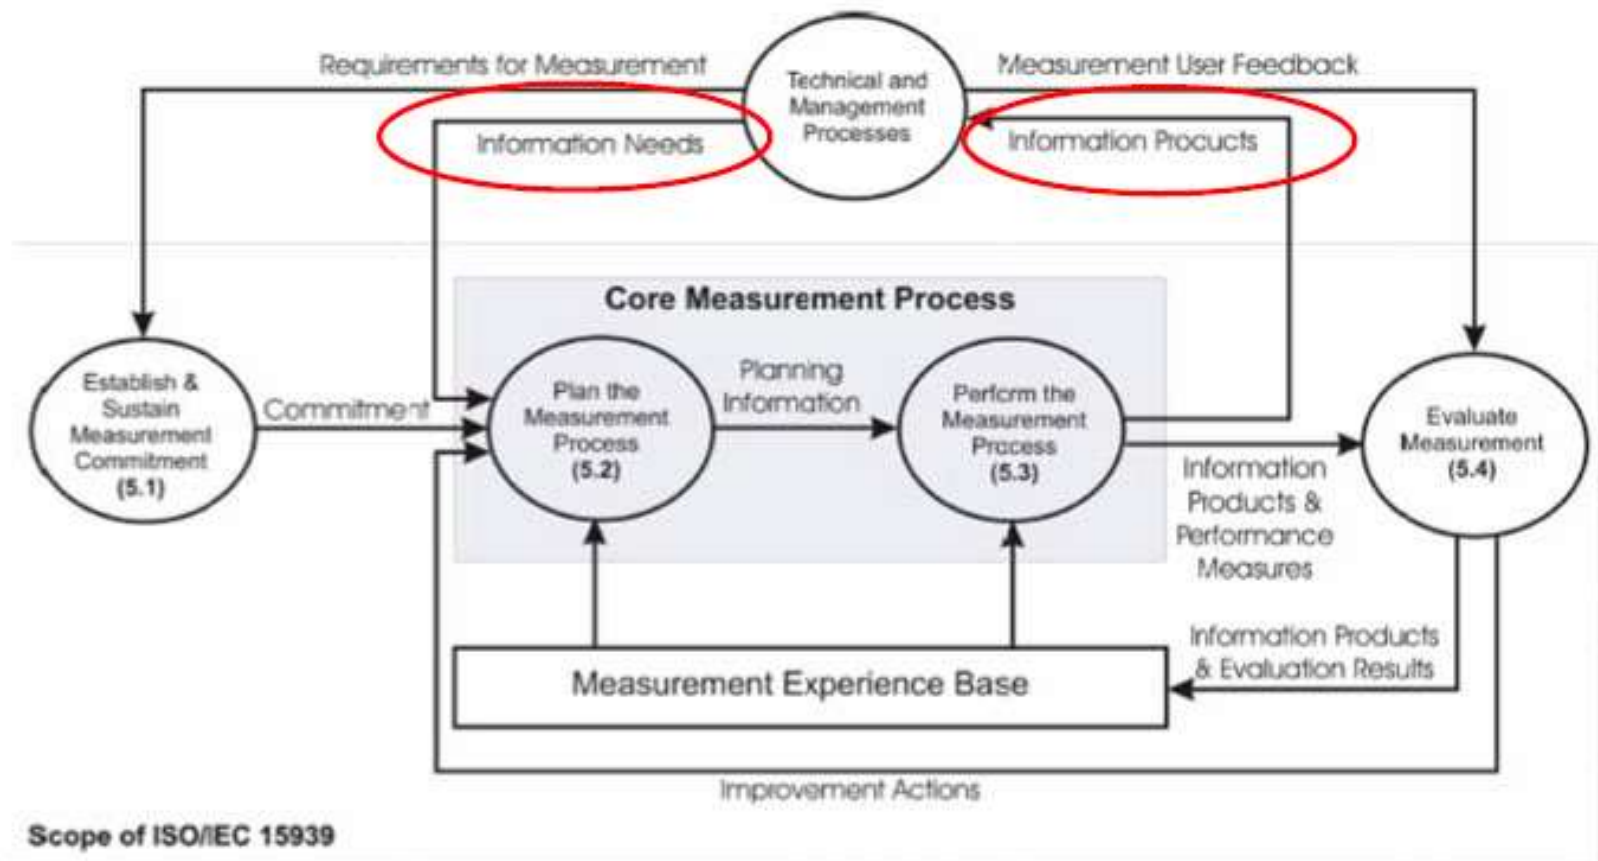 Requirements for Measurement
Technical and
Management
Processes
Measurement User Feedback
Information Needs
Information Products
Core Measurement Process
Establish &
Sustain
Measurement
Commitment
(5.1)
Commitment
Plan the
Measurement
Process
(5.2)
Planning
Information
Perform the
Measurement
Process
(5.3)
Evaluate
Measurement
(5.4)
Information
Products &
Performance
Measures
Information Products
& Evaluation Results
Measurement Experience Base
Improvement Actions
Scope of ISO/IEC 15939